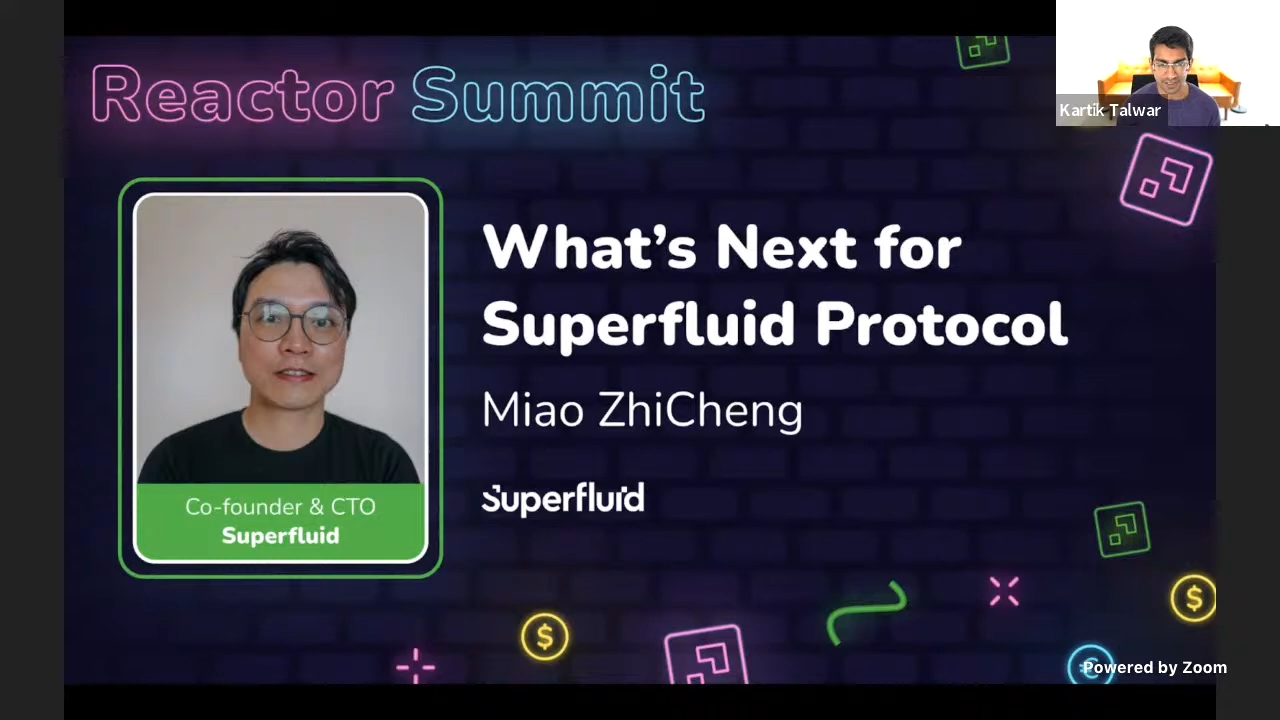 Reactor Summit
Kartik Talwar
What's Next for
Superfluid Protocol
Miao ZhiCheng
Superfluid
Co-founder & CTO
Superfluid
$
$
Powered by Zoom